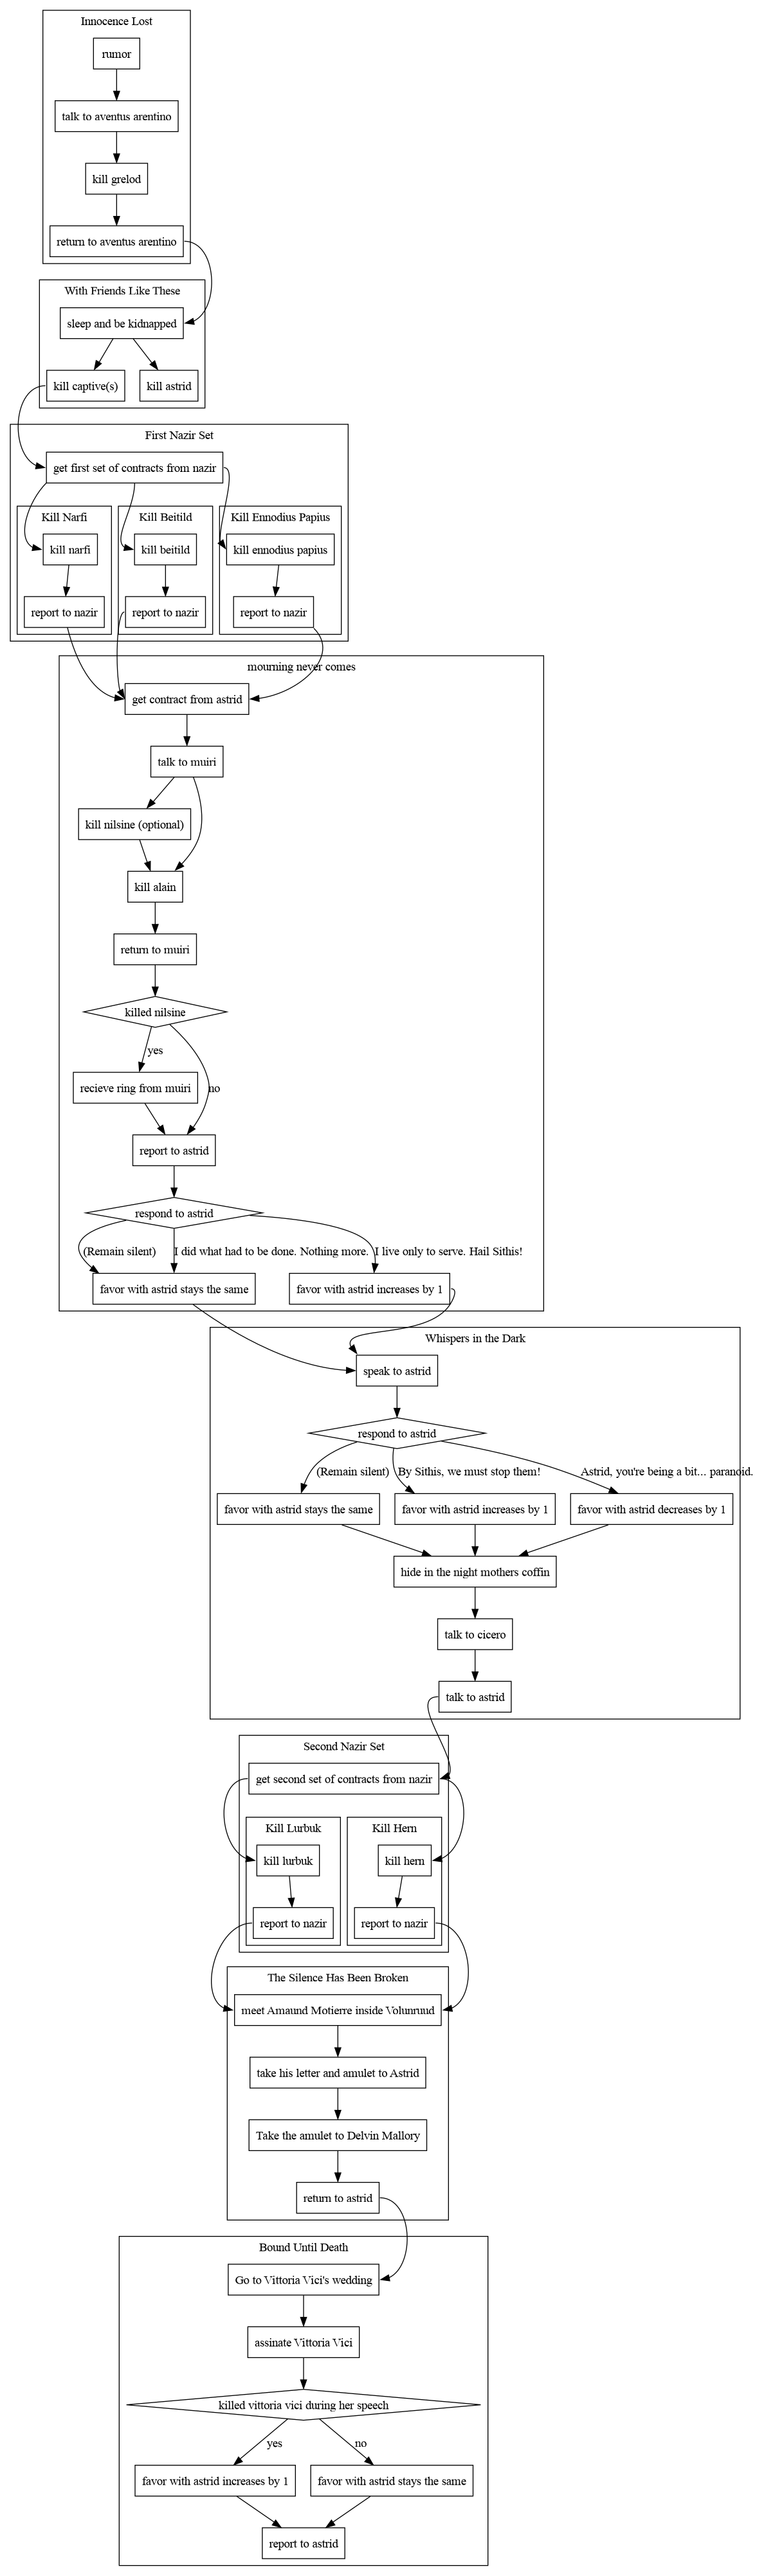 Innocence Lost
rumor
talk to aventus arentino
kill grelod
return to aventus arentino
With Friends Like These
sleep and be kidnapped
kill captive(s)
kill astrid
First Nazir Set
get first set of contracts from nazir
Kill Narfi
Kill Beitild
Kill Ennodius Papius
kill narfi
kill beitild
kill ennodius papius
report to nazir
report to nazir
report to nazir
mourning never comes
get contract from astrid
talk to muiri
kill nilsine (optional)
kill alain
return to muiri
killed nilsine
yes
recieve ring from muiri
no
report to astrid
respond to astrid
(Remain silent)
I did what had to be done. Nothing more.
I live only to serve. Hail Sithis!
favor with astrid stays the same
favor with astrid increases by 1
Whispers in the Dark
speak to astrid
respond to astrid
(Remain silent)
By Sithis, we must stop them!
Astrid, you're being a bit... paranoid.
favor with astrid stays the same
favor with astrid increases by 1
favor with astrid decreases by 1
hide in the night mothers coffin
talk to cicero
talk to astrid
Second Nazir Set
get second set of contracts from nazir
Kill Lurbuk
Kill Hern
kill lurbuk
kill hern
report to nazir
report to nazir
The Silence Has Been Broken
meet Amaund Motierre inside Volunruud
take his letter and amulet to Astrid
Take the amulet to Delvin Mallory
return to astrid
Bound Until Death
Go to Vittoria Vici's wedding
assinate Vittoria Vici
killed vittoria vici during her speech
yes
no
favor with astrid increases by 1
favor with astrid stays the same
report to astrid